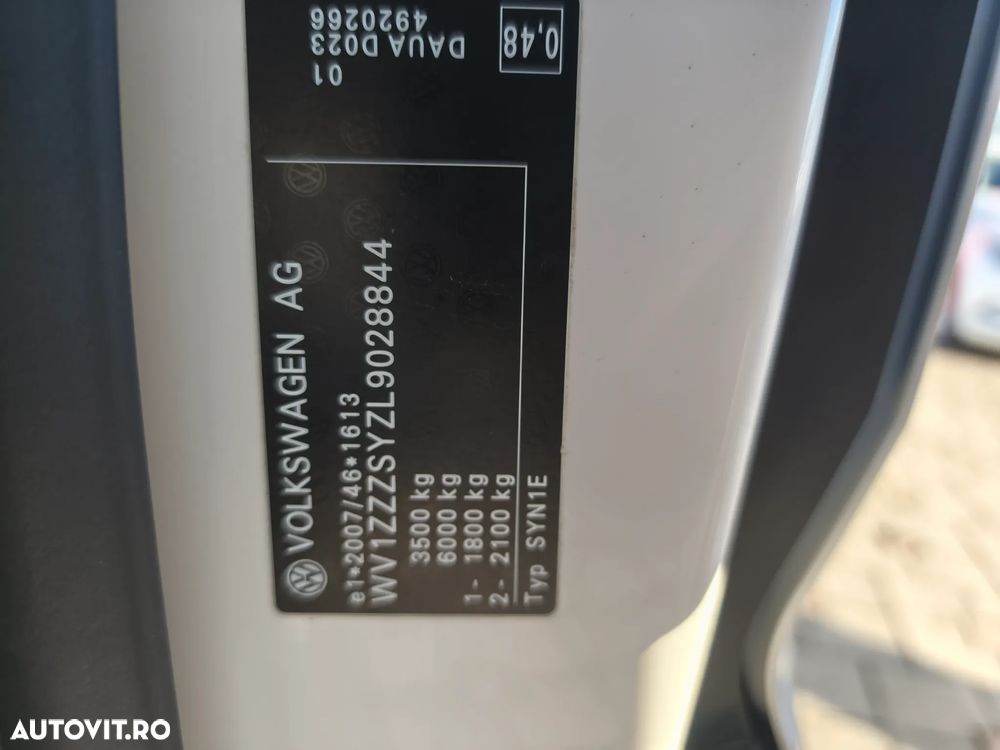 VOLKSWAGEN AG
e1*2007/46*1613
WV1ZZZSYZL9028844
3500 kg
6000 kg
1- 1800 kg
2- 2100 kg
Typ SYN1E
4920266
DAUA D023
01
0,48
AUTOVIT.RO